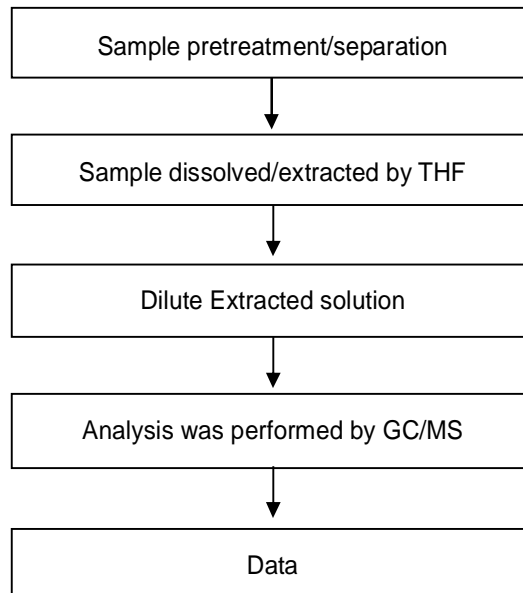 Sample pretreatment/separation
Sample dissolved/extracted by THF
Dilute Extracted solution
Analysis was performed by GC/MS
Data